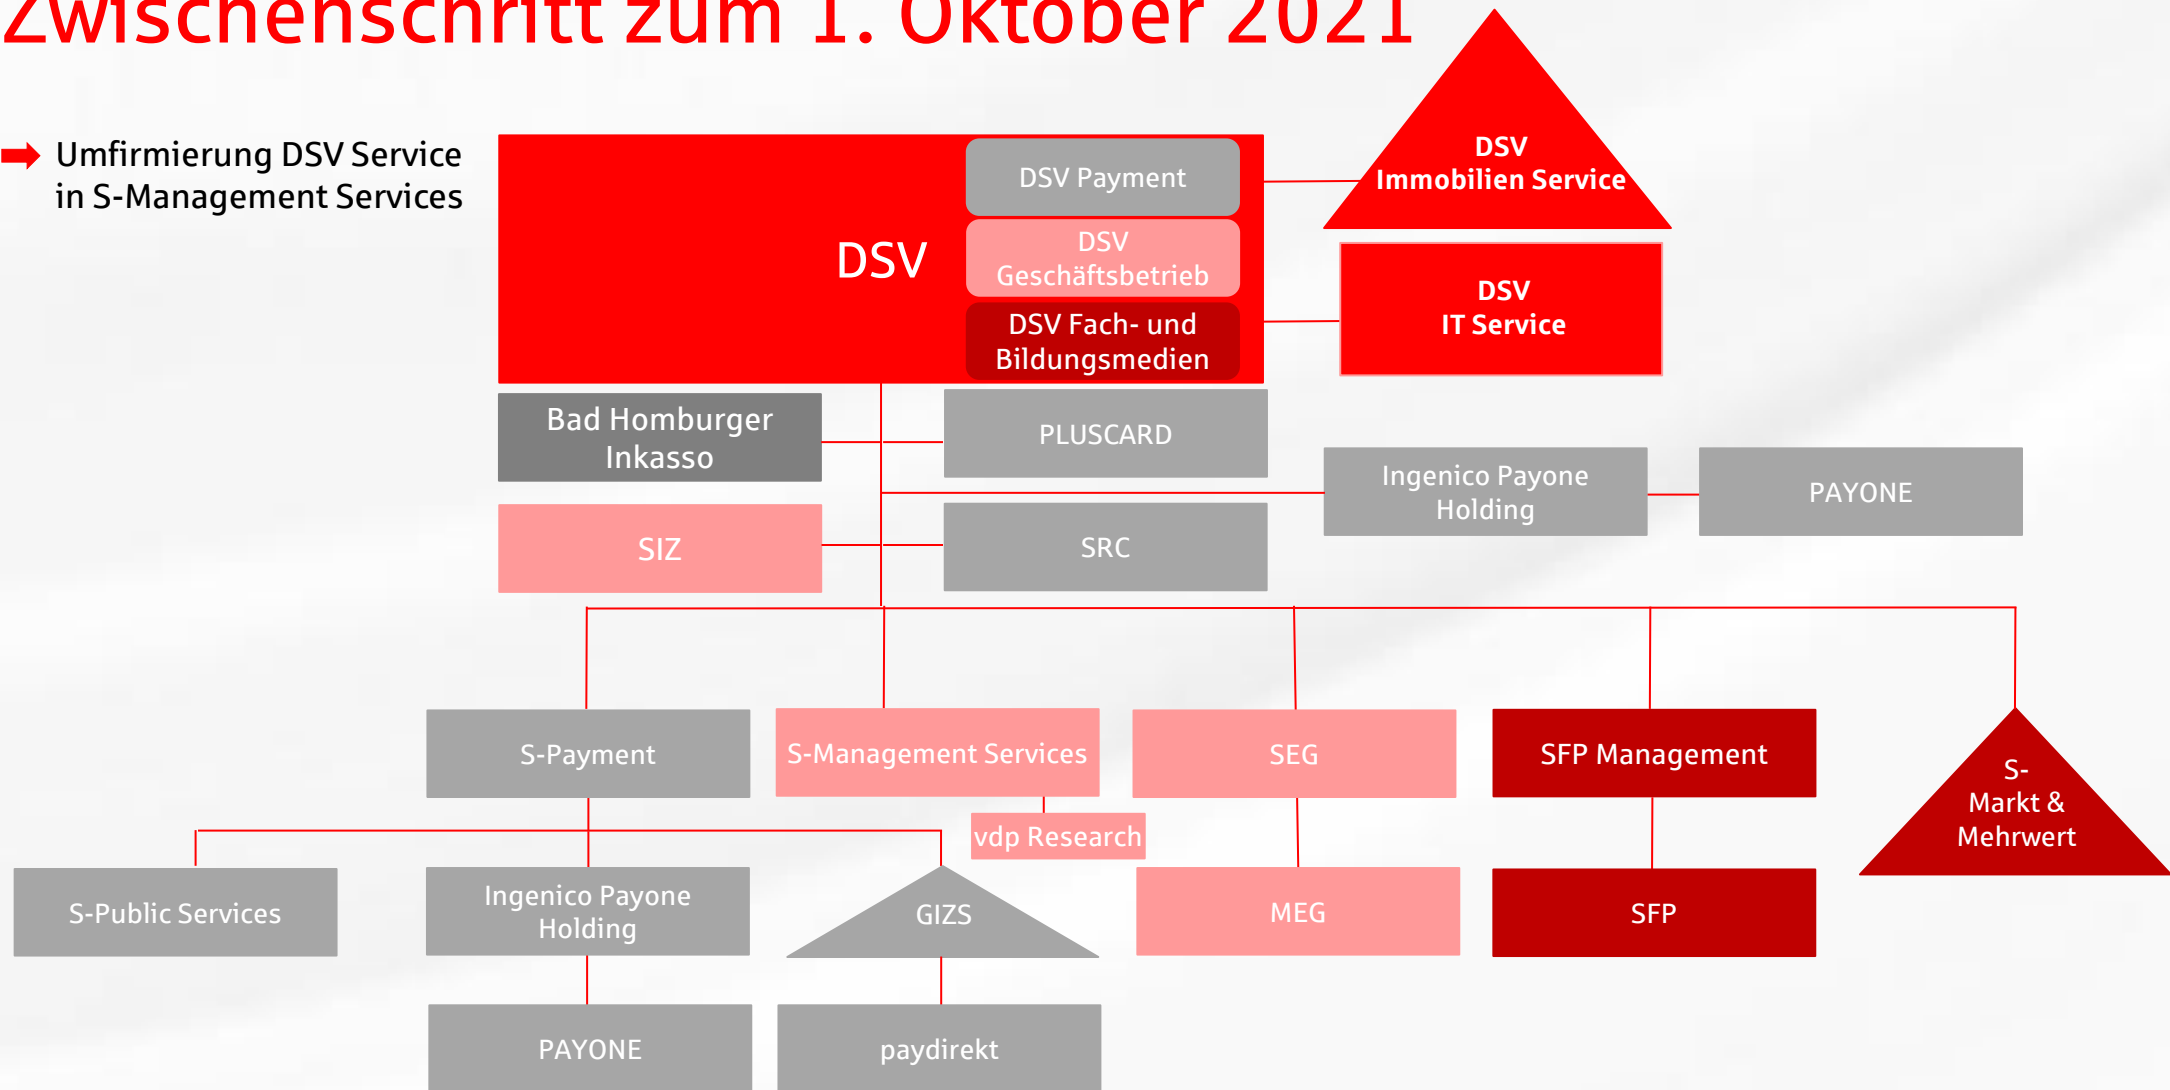 Zwischenschritt zum 1. Oktober 2021
Umfirmierung DSV Service
in S-Management Services
DSV
DSV Payment
DSV
Geschäftsbetrieb
DSV Fach- und
Bildungsmedien
DSV
Immobilien Service
DSV
IT Service
Bad Homburger
Inkasso
PLUSCARD
Ingenico Payone
Holding
PAYONE
SIZ
SRC
S-Payment
S-Management Services
SEG
SFP Management
S-
Markt &
Mehrwert
vdp Research
S-Public Services
Ingenico Payone
Holding
GIZS
MEG
SFP
PAYONE
paydirekt